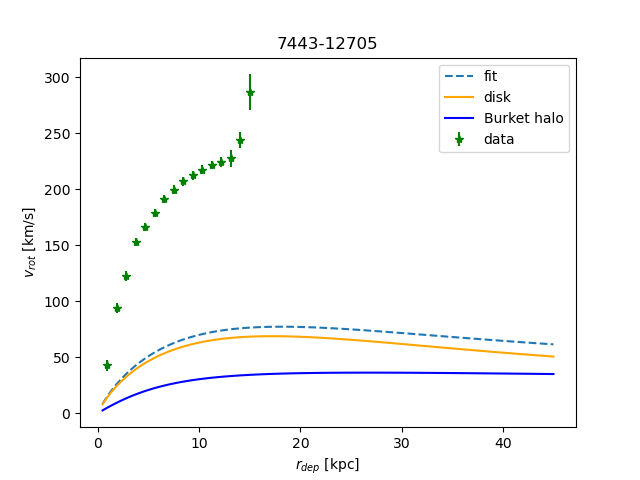 7443-12705
300
250
200
150
100
50
0
v_rot [km/s]
fit
disk
Burket halo
data
0 10 20 30 40
r_dep [kpc]